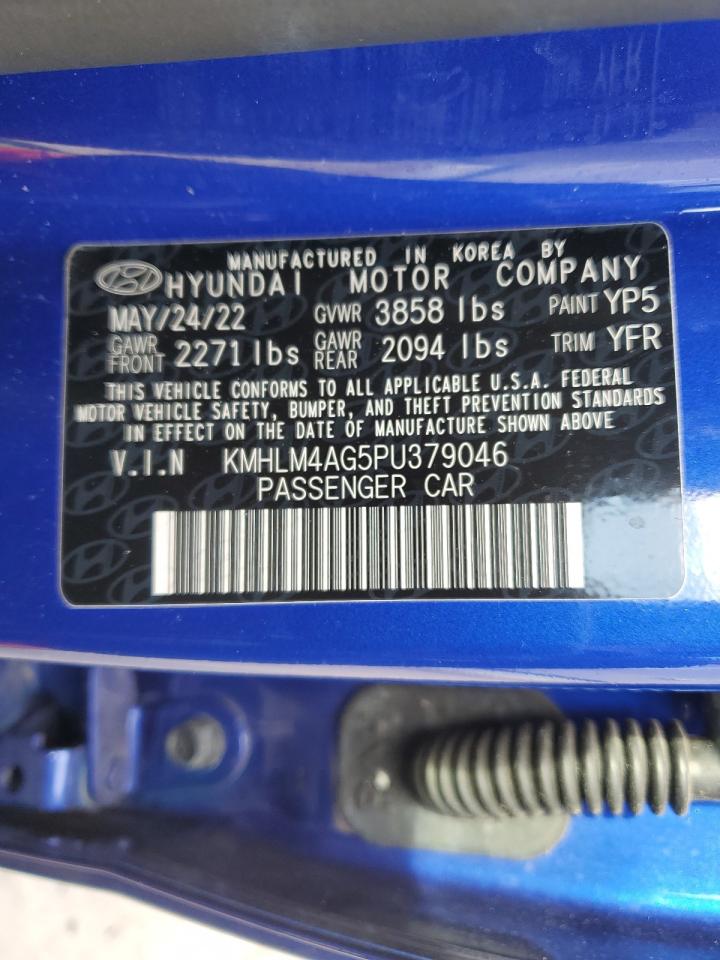 MANUFACTURED IN KOREA BY
HYUNDAI MOTOR COMPANY
MAY/24/22 GVWR 3858 lbs PAINT YP5
GAWR FRONT 2271 lbs GAWR REAR 2094 lbs TRIM YFR
THIS VEHICLE CONFORMS TO ALL APPLICABLE U.S.A. FEDERAL
MOTOR VEHICLE SAFETY, BUMPER, AND THEFT PREVENTION STANDARDS
IN EFFECT ON THE DATE OF MANUFACTURE SHOWN ABOVE
V.I.N KMHLM4AG5PU379046
PASSENGER CAR